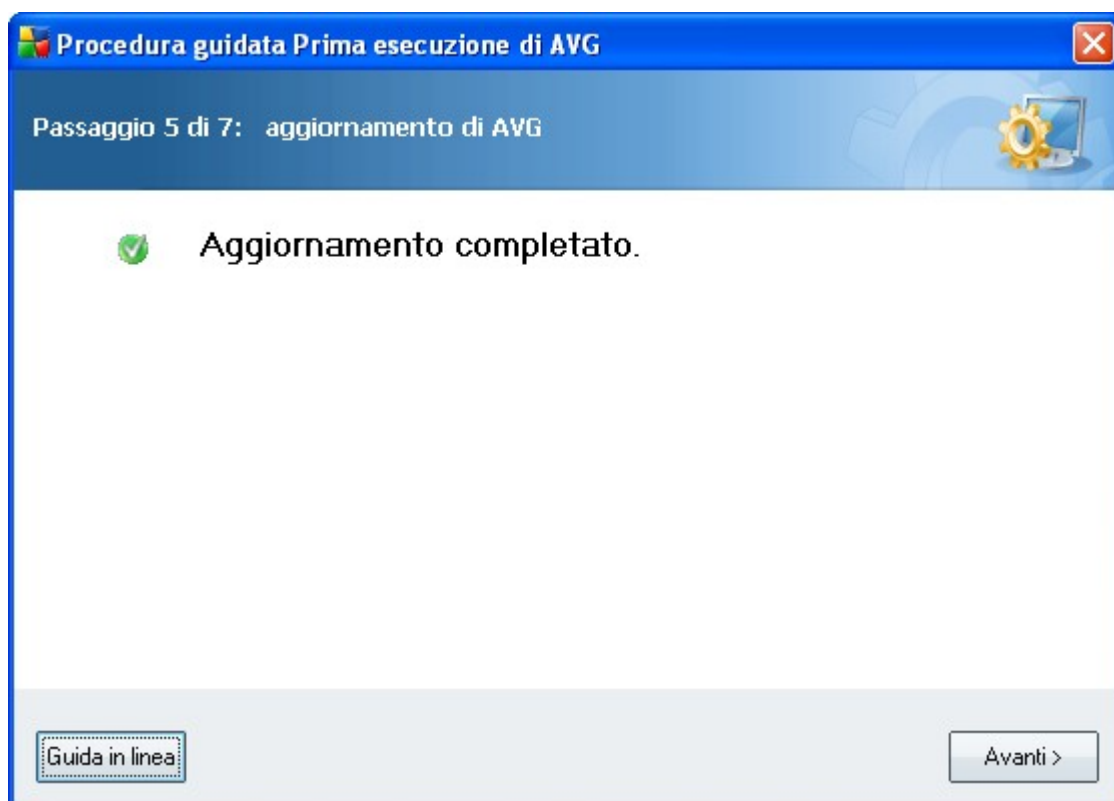 Procedura guidata Prima esecuzione di AVG
Passaggio 5 di 7: aggiornamento di AVG
Aggiornamento completato.
Guida in linea
Avanti >